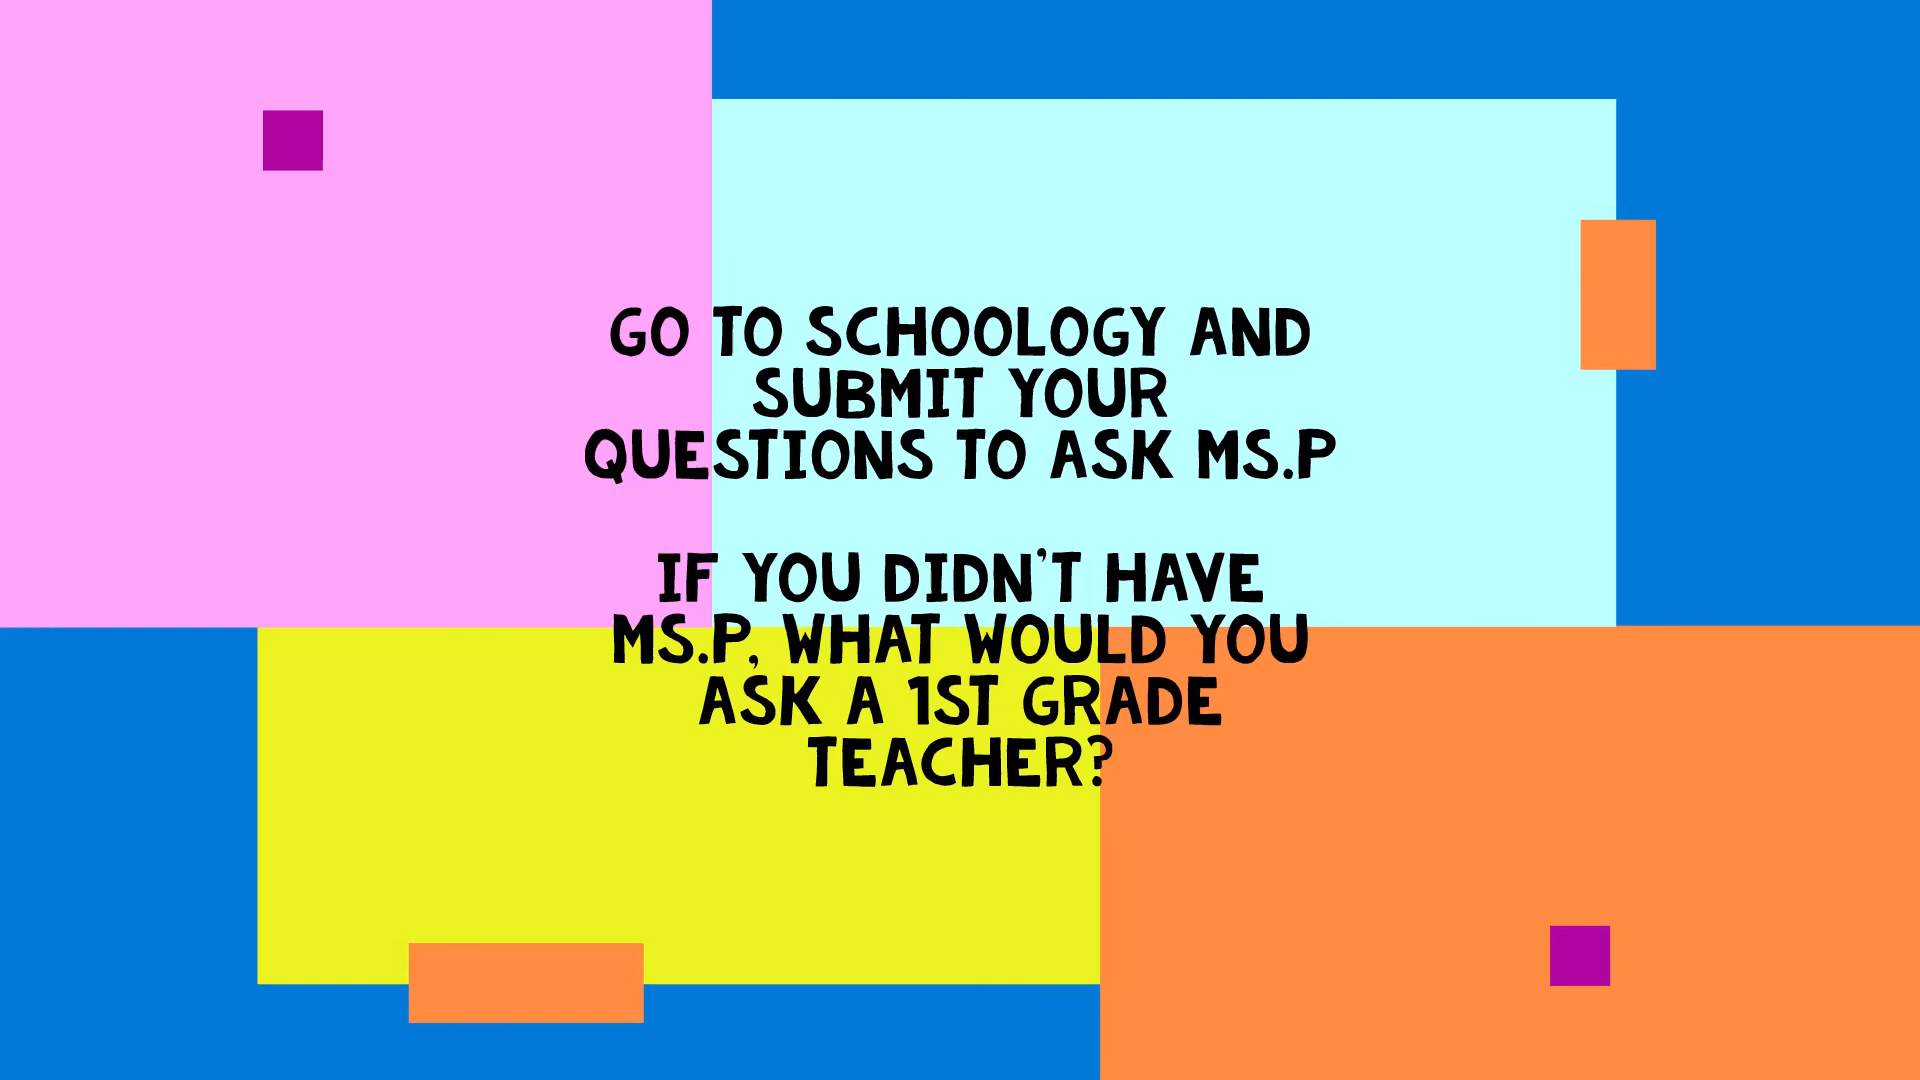 GO TO SCHOOLOGY AND
SUBMIT YOUR
QUESTIONS TO ASK MS.P
IF YOU DIDN'T HAVE
MS.P, WHAT WOULD YOU
ASK A 1ST GRADE
TEACHER?